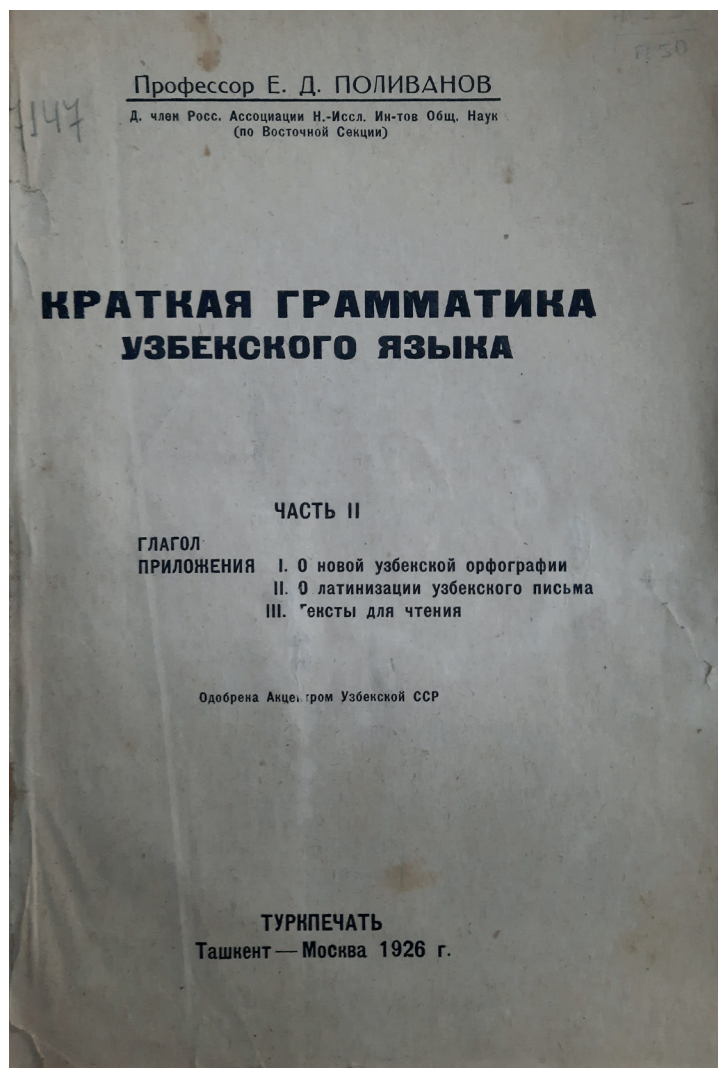 Профессор Е. Д. ПОЛИВАНОВ
Д. член Росс. Ассоциации Н.-Иссл. Ин-тов Общ. Наук
(по Восточной Секции)
7147
КРАТКАЯ ГРАММАТИКА
УЗБЕКСКОГО ЯЗЫКА
ЧАСТЬ II
ГЛАГОЛ
ПРИЛОЖЕНИЯ I. О новой узбекской орфографии
II. О латинизации узбекского письма
III. Тексты для чтения
Одобрена Акцентром Узбекской ССР
ТУРКПЕЧАТЬ
Ташкент — Москва 1926 г.